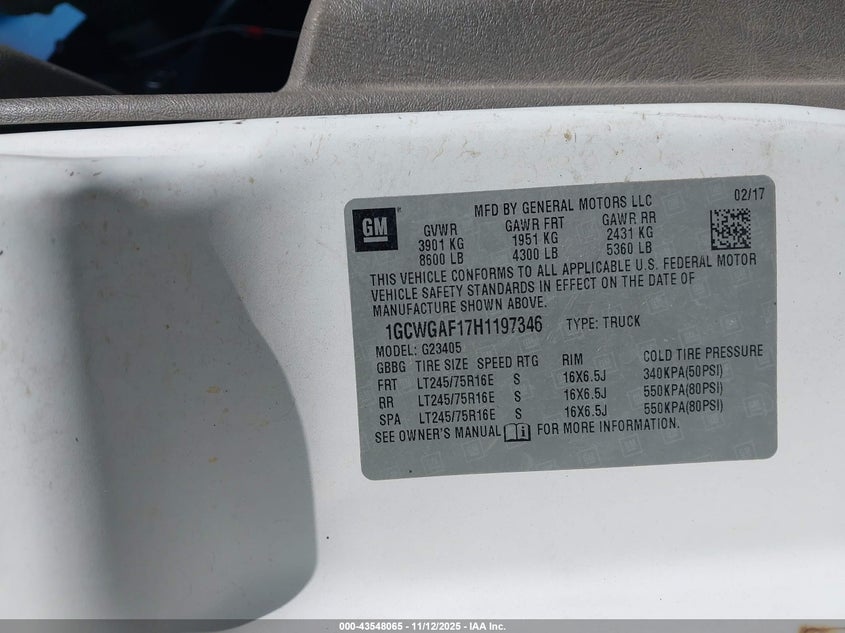 GM
MFD BY GENERAL MOTORS LLC 02/17
GVWR GAWR FRT GAWR RR
3901 KG 1951 KG 2431 KG
8600 LB 4300 LB 5360 LB
THIS VEHICLE CONFORMS TO ALL APPLICABLE U.S. FEDERAL MOTOR
VEHICLE SAFETY STANDARDS IN EFFECT ON THE DATE OF
MANUFACTURE SHOWN ABOVE.
1GCWGAF17H1197346 TYPE: TRUCK
MODEL: G23405
GBBG TIRE SIZE SPEED RTG RIM COLD TIRE PRESSURE
FRT LT245/75R16E S 16X6.5J 340KPA(50PSI)
RR LT245/75R16E S 16X6.5J 550KPA(80PSI)
SPA LT245/75R16E S 16X6.5J 550KPA(80PSI)
SEE OWNER'S MANUAL FOR MORE INFORMATION.
000-43548065 - 11/12/2025 - IAA Inc.